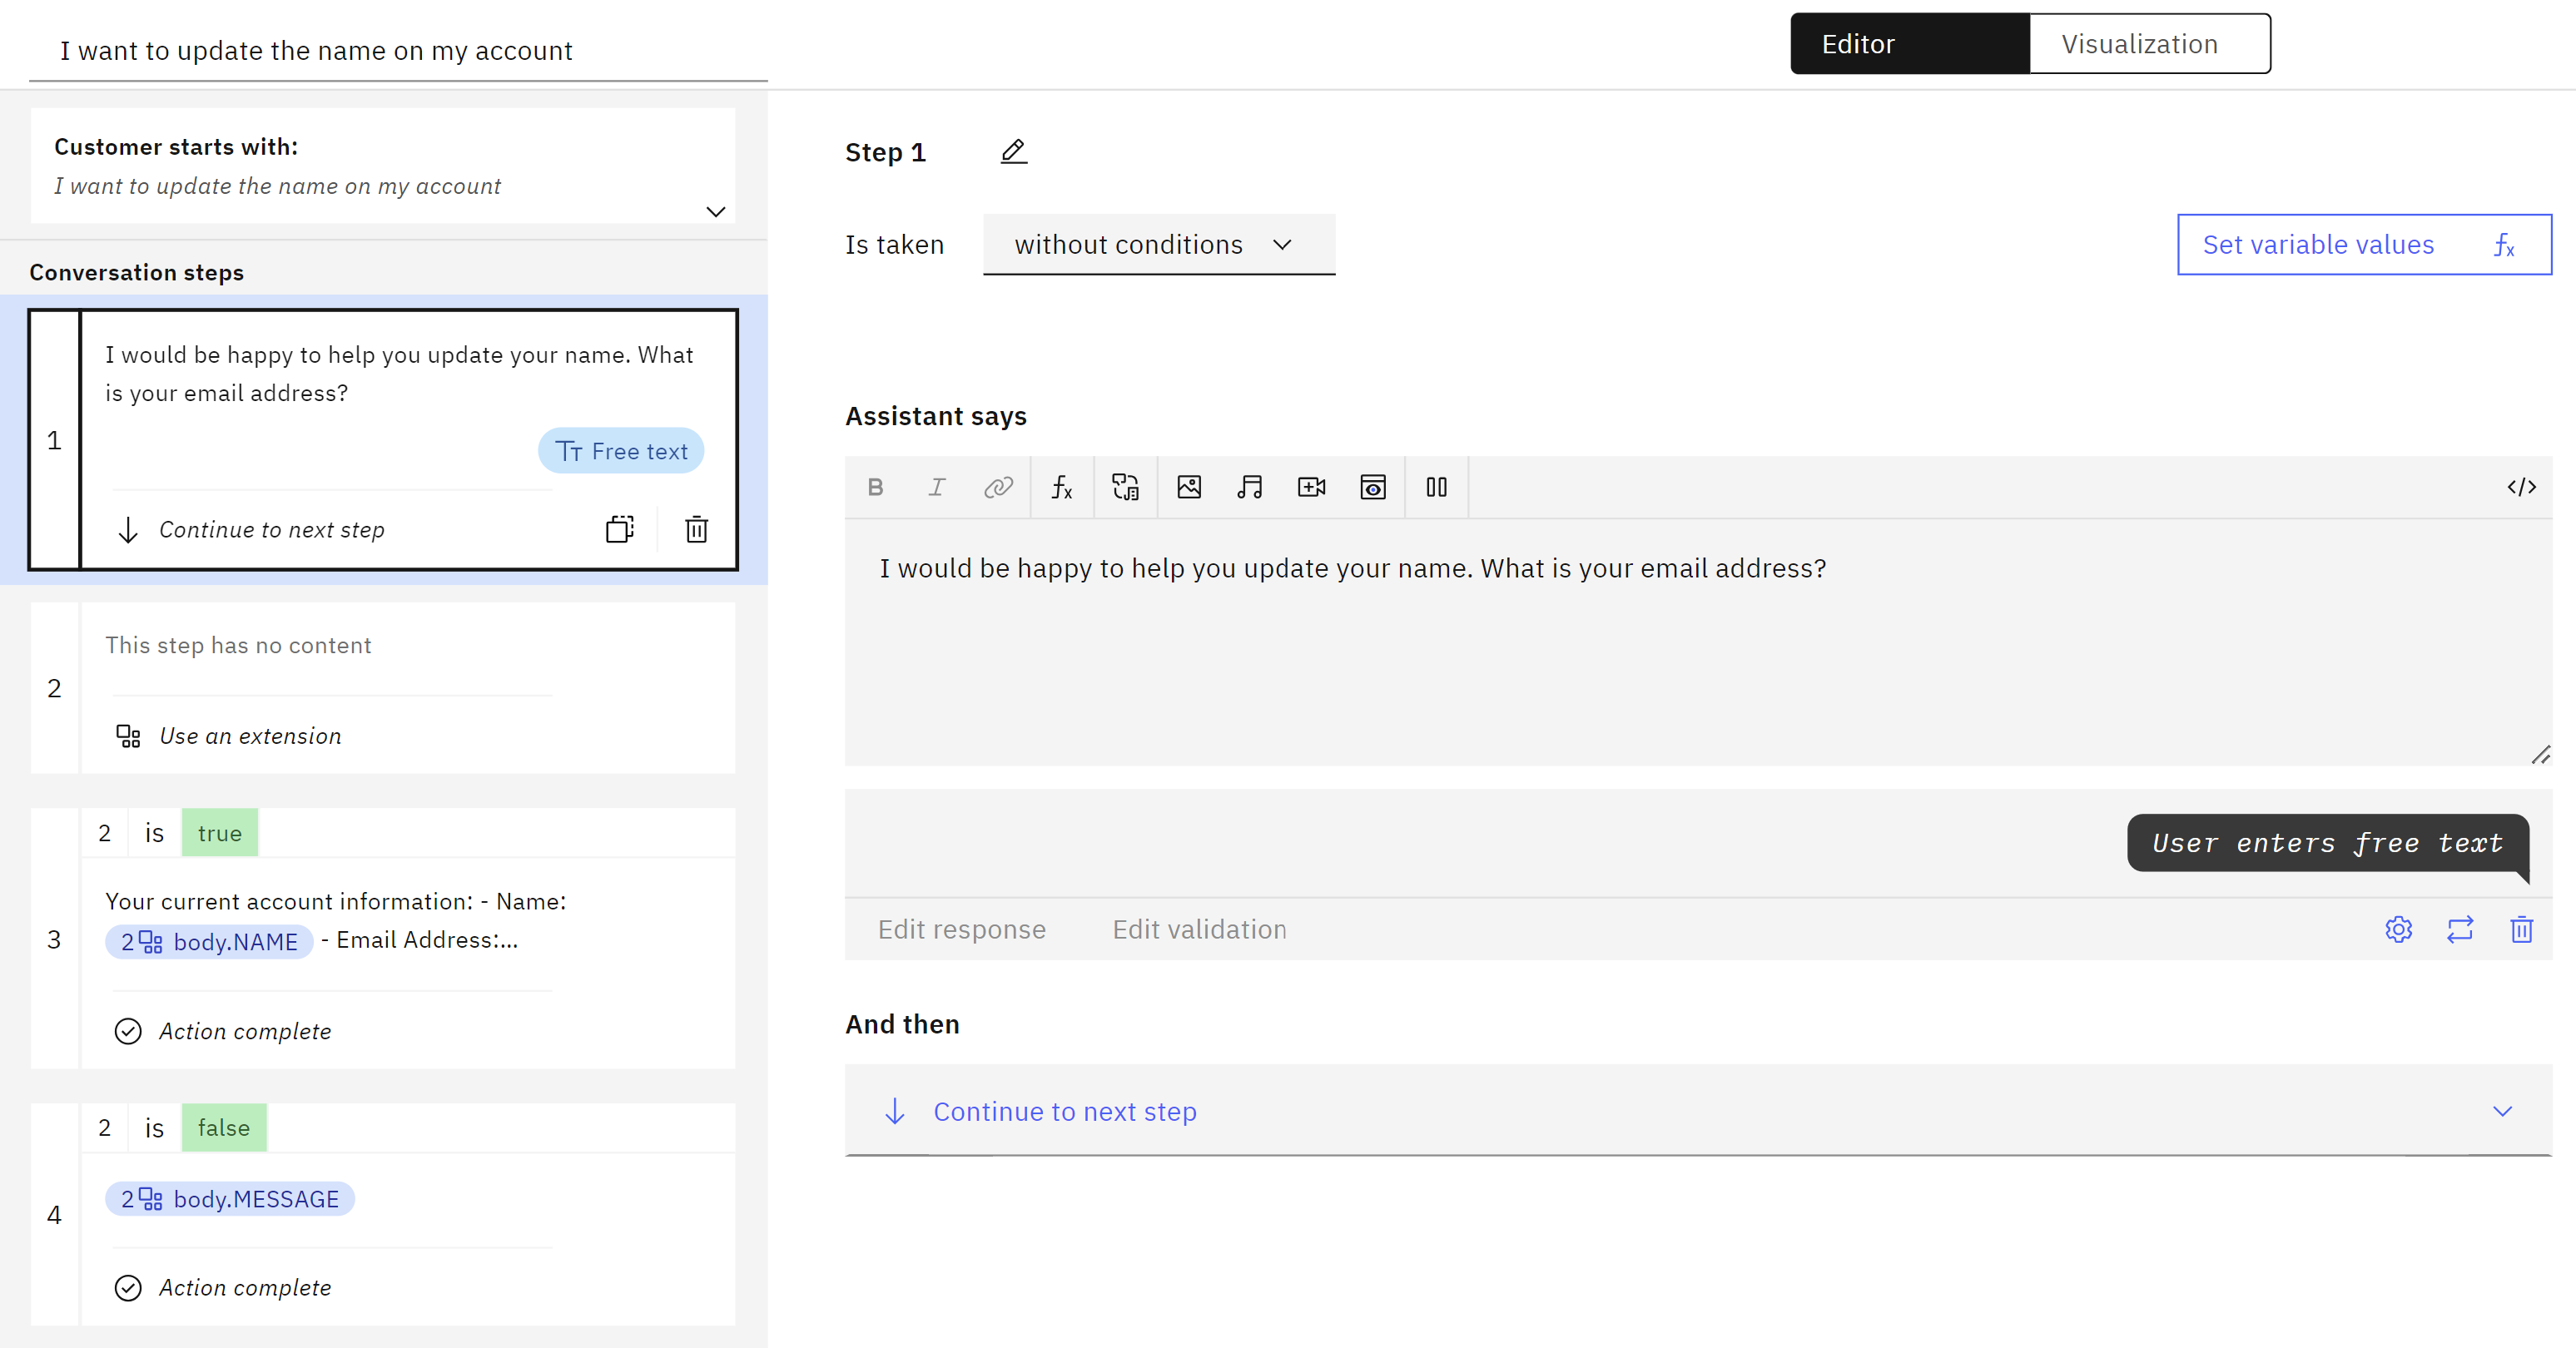 I want to update the name on my account
Editor
Visualization
Customer starts with:
I want to update the name on my account
Conversation steps
1
I would be happy to help you update your name. What
is your email address?
Free text
Continue to next step
2
This step has no content
Use an extension
3
2 is true
Your current account information: - Name:
2 body.NAME - Email Address:...
Action complete
4
2 is false
2 body.MESSAGE
Action complete
Step 1
Is taken without conditions
Set variable values fx
Assistant says
B I fx </>
I would be happy to help you update your name. What is your email address?
User enters free text
Edit response Edit validation
And then
Continue to next step